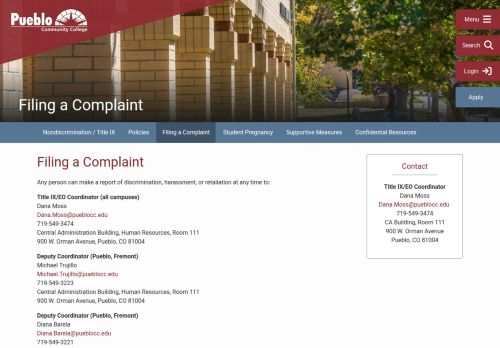 Pueblo
Community College
Menu
Search
Login
Apply
Filing a Complaint
Nondiscrimination / Title IX
Policies
Filing a Complaint
Student Pregnancy
Supportive Measures
Confidential Resources
Filing a Complaint
Any person can make a report of discrimination, harassment, or retaliation at any time to:
Title IX/EO Coordinator (all campuses)
Dana Moss
Dana.Moss@pueblocc.edu
719-549-3474
Central Administration Building, Human Resources, Room 111
900 W. Orman Avenue, Pueblo, CO 81004
Deputy Coordinator (Pueblo, Fremont)
Michael Trujillo
Michael.Trujillo@pueblocc.edu
719-549-3223
Central Administration Building, Human Resources, Room 111
900 W. Orman Avenue, Pueblo, CO 81004
Deputy Coordinator (Pueblo, Fremont)
Diana Barela
Diana.Barela@pueblocc.edu
719-549-3221
Contact
Title IX/EO Coordinator
Dana Moss
Dana.Moss@pueblocc.edu
719-549-3474
CA Building, Room 111
900 W. Orman Avenue
Pueblo, CO 81004